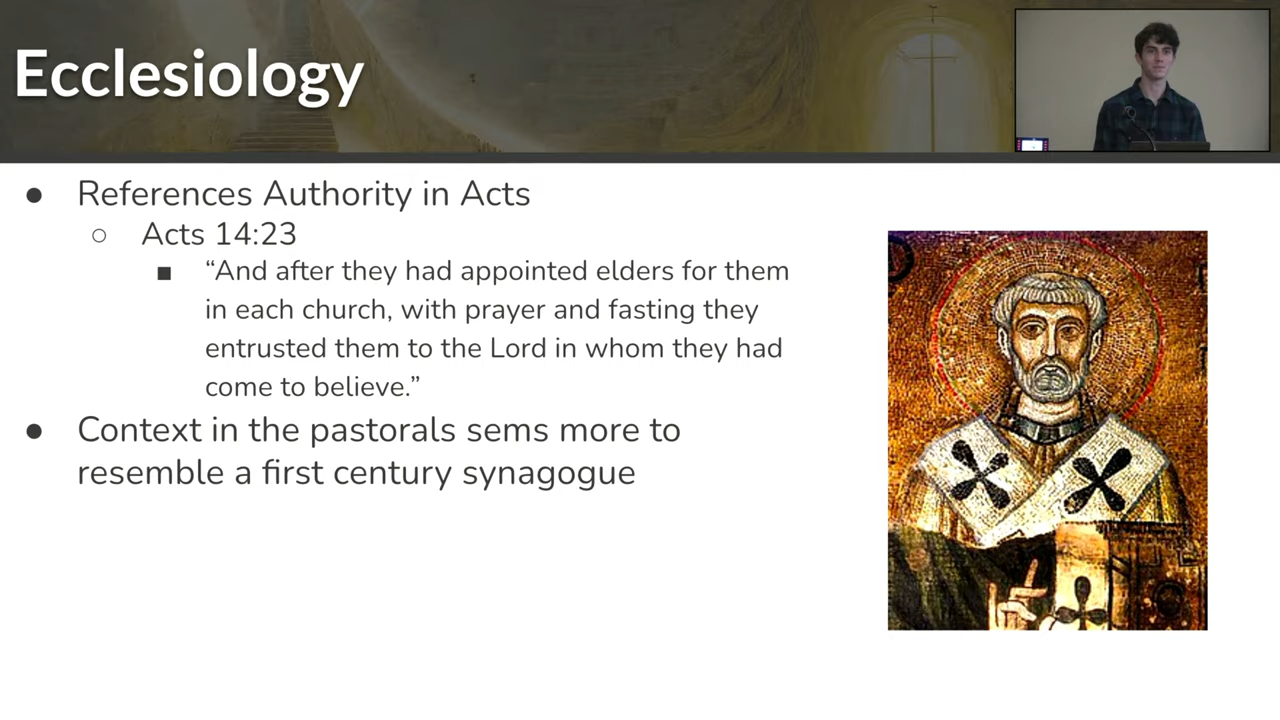 Ecclesiology
● References Authority in Acts
○ Acts 14:23
■ “And after they had appointed elders for them
in each church, with prayer and fasting they
entrusted them to the Lord in whom they had
come to believe.”
● Context in the pastorals sems more to
resemble a first century synagogue